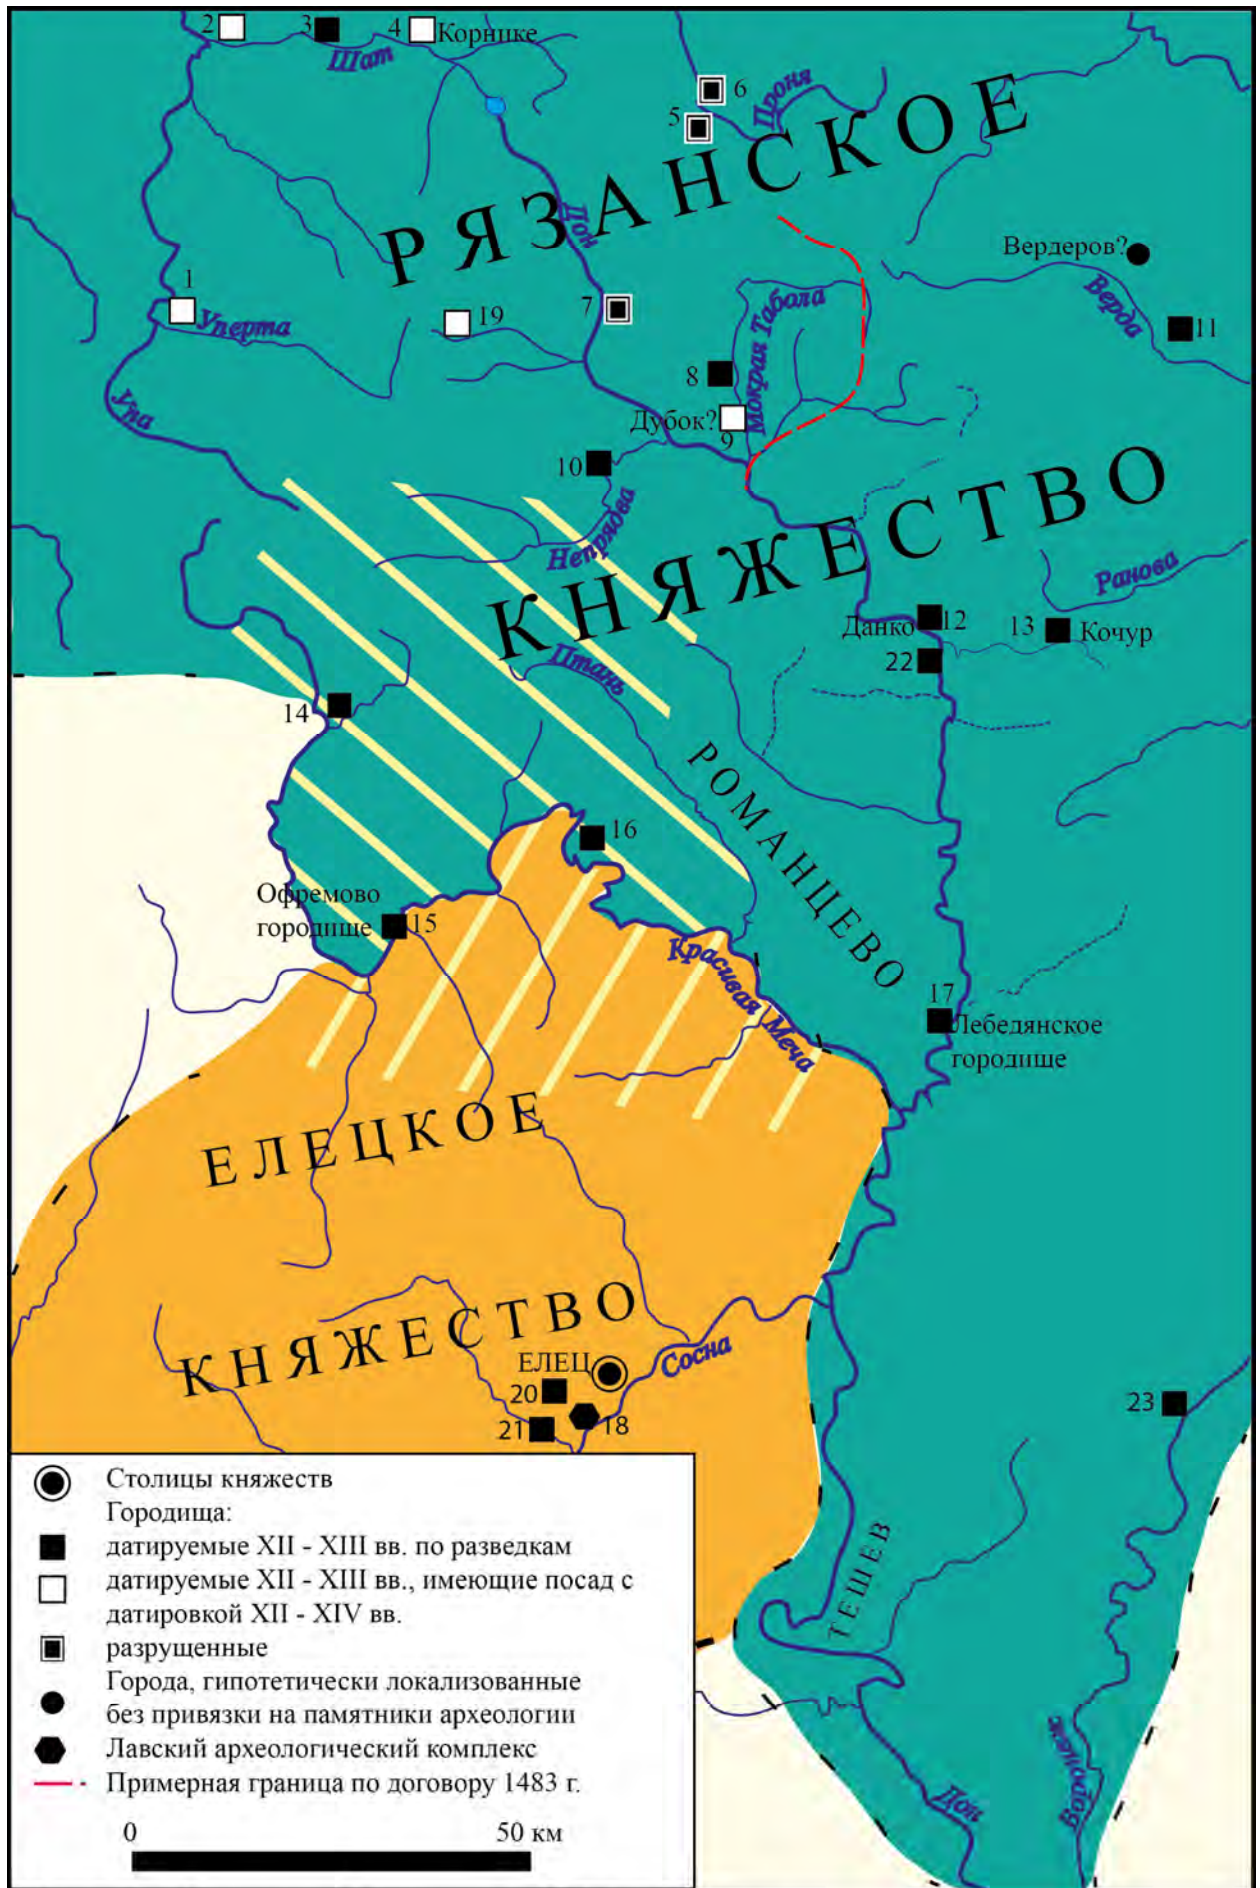 2
3
4
Корнике
Шат
6
5
Проня
РЯЗАНСКОЕ
Дон
Вердеров?
Верда
1
Уперта
19
7
Мокрая Табола
11
8
Упа
Дубок?
9
10
Непрядва
КНЯЖЕСТВО
Ранова
Данко
12
13
Кочур
22
Птань
14
РОМАНЦЕВО
16
Офремово
городище
15
Красивая Меча
17
Лебедянское
городище
ЕЛЕЦКОЕ
КНЯЖЕСТВО
ЕЛЕЦ
Сосна
20
21
18
23
ТЕШЕВ
Воронеж
Дон
Столицы княжеств
Городища:
датируемые XII - XIII вв. по разведкам
датируемые XII - XIII вв., имеющие посад с
датировкой XII - XIV вв.
разрущенные
Города, гипотетически локализованные
без привязки на памятники археологии
Лавский археологический комплекс
Примерная граница по договору 1483 г.
0
50 км